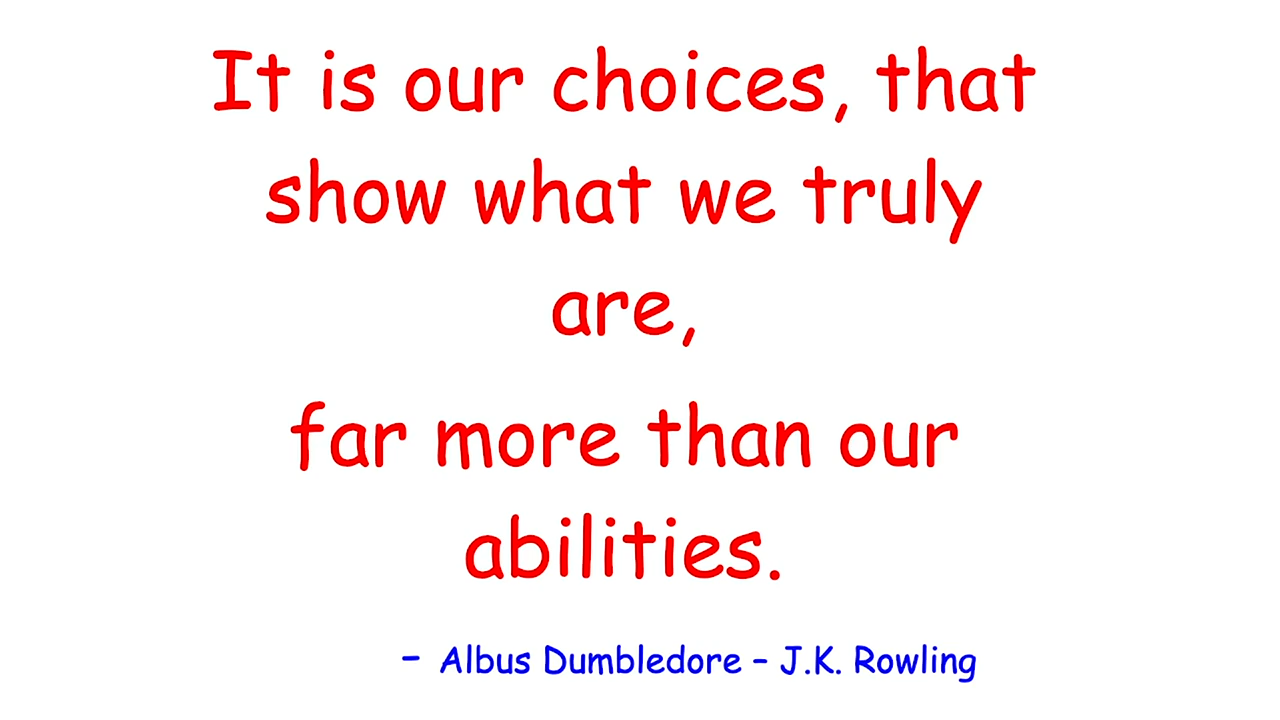 It is our choices, that
show what we truly
are,
far more than our
abilities.
– Albus Dumbledore – J.K. Rowling